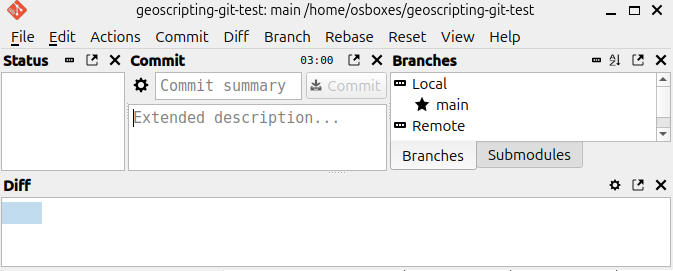 geoscripting-git-test: main /home/osboxes/geoscripting-git-test
File Edit Actions Commit Diff Branch Rebase Reset View Help
Status Commit 03:00 Branches
Commit summary Commit
Extended description...
Local
main
Remote
Branches Submodules
Diff